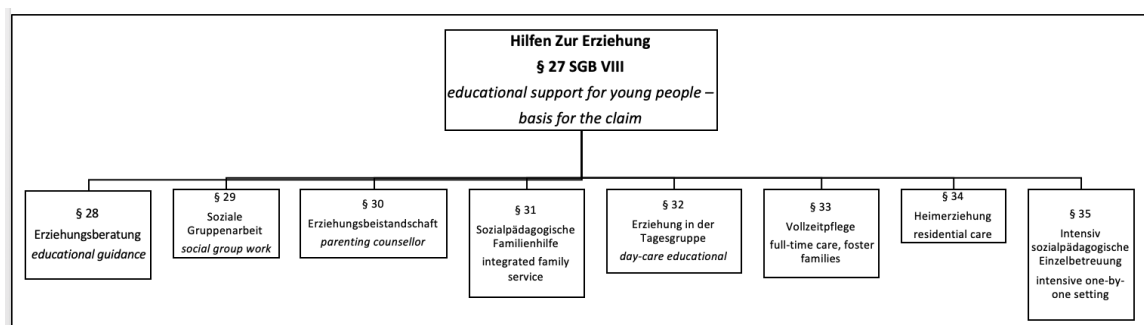 Hilfen Zur Erziehung
§ 27 SGB VIII
educational support for young people –
basis for the claim
§ 28
Erziehungsberatung
educational guidance
§ 29
Soziale
Gruppenarbeit
social group work
§ 30
Erziehungsbeistandschaft
parenting counsellor
§ 31
Sozialpädagogische
Familienhilfe
integrated family
service
§ 32
Erziehung in der
Tagesgruppe
day-care educational
§ 33
Vollzeitpflege
full-time care, foster
families
§ 34
Heimerziehung
residential care
§ 35
Intensiv
sozialpädagogische
Einzelbetreuung
intensive one-by-
one setting